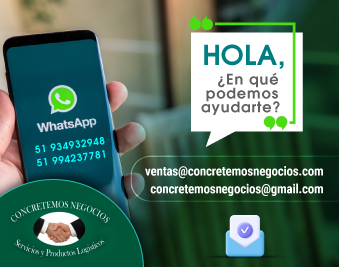 HOLA,
¿En qué
podemos
ayudarte?
WhatsApp
51 934932948
51 994237781
ventas@concretemosnegocios.com
concretemosnegocios@gmail.com
CONCRETEMOS NEGOCIOS
Servicios y Productos Logísticos